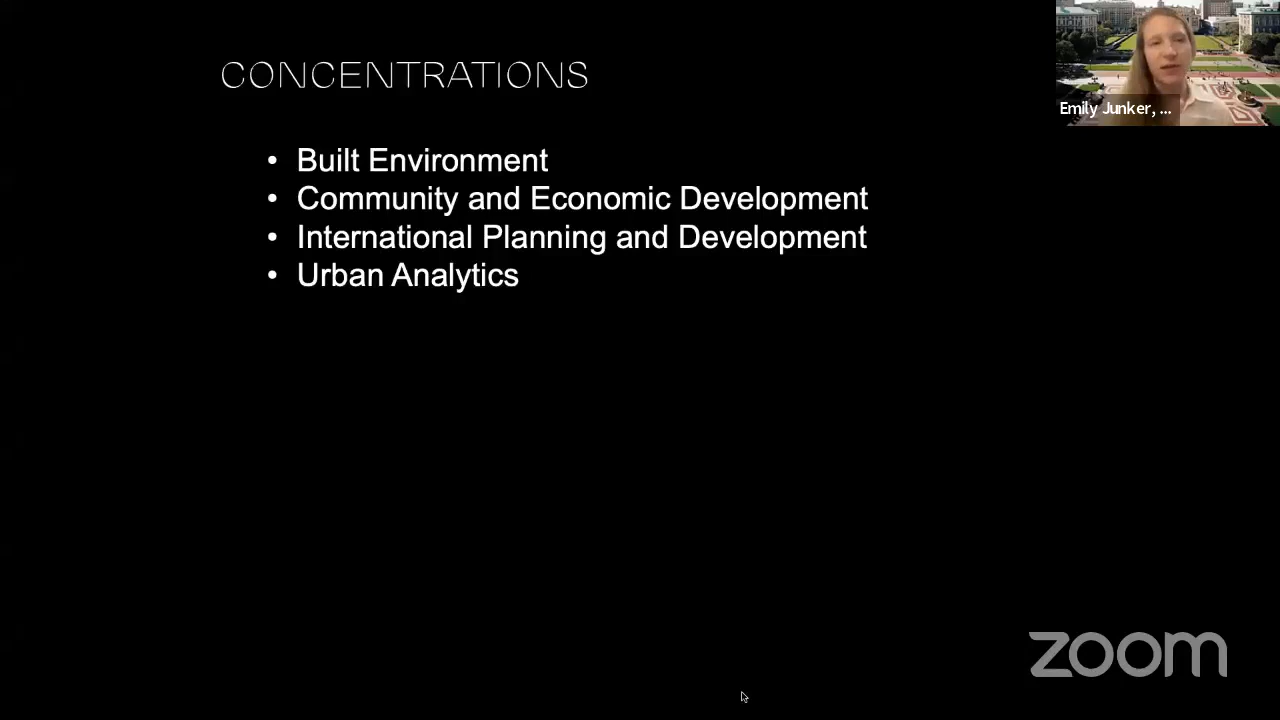 CONCENTRATIONS
Emily Junker, ...
• Built Environment
• Community and Economic Development
• International Planning and Development
• Urban Analytics
zoom